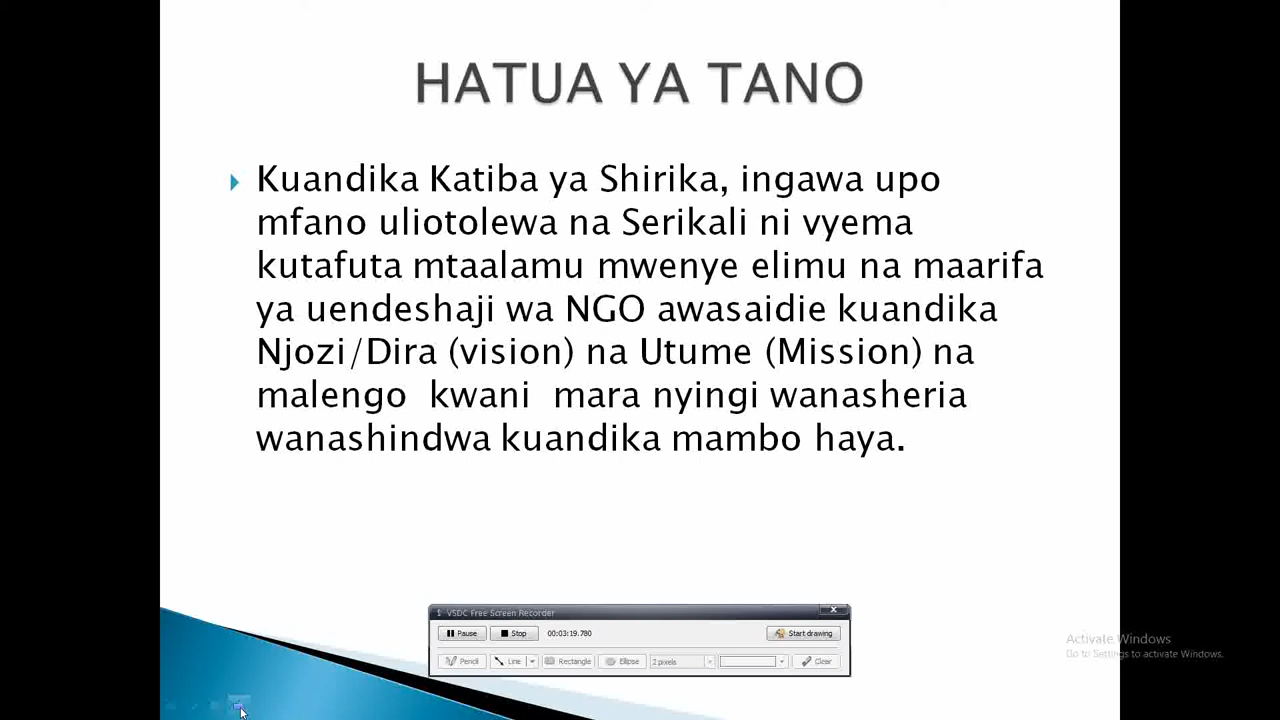 HATUA YA TANO
Kuandika Katiba ya Shirika, ingawa upo
mfano uliotolewa na Serikali ni vyema
kutafuta mtaalamu mwenye elimu na maarifa
ya uendeshaji wa NGO awasaidie kuandika
Njozi/Dira (vision) na Utume (Mission) na
malengo kwani mara nyingi wanasheria
wanashindwa kuandika mambo haya.
VSDC Free Screen Recorder
Pause Stop 00:03:19.780 Start drawing
Pencil Line Rectangle Ellipse 2 pixels Clear
Activate Windows
Go to Settings to activate Windows.